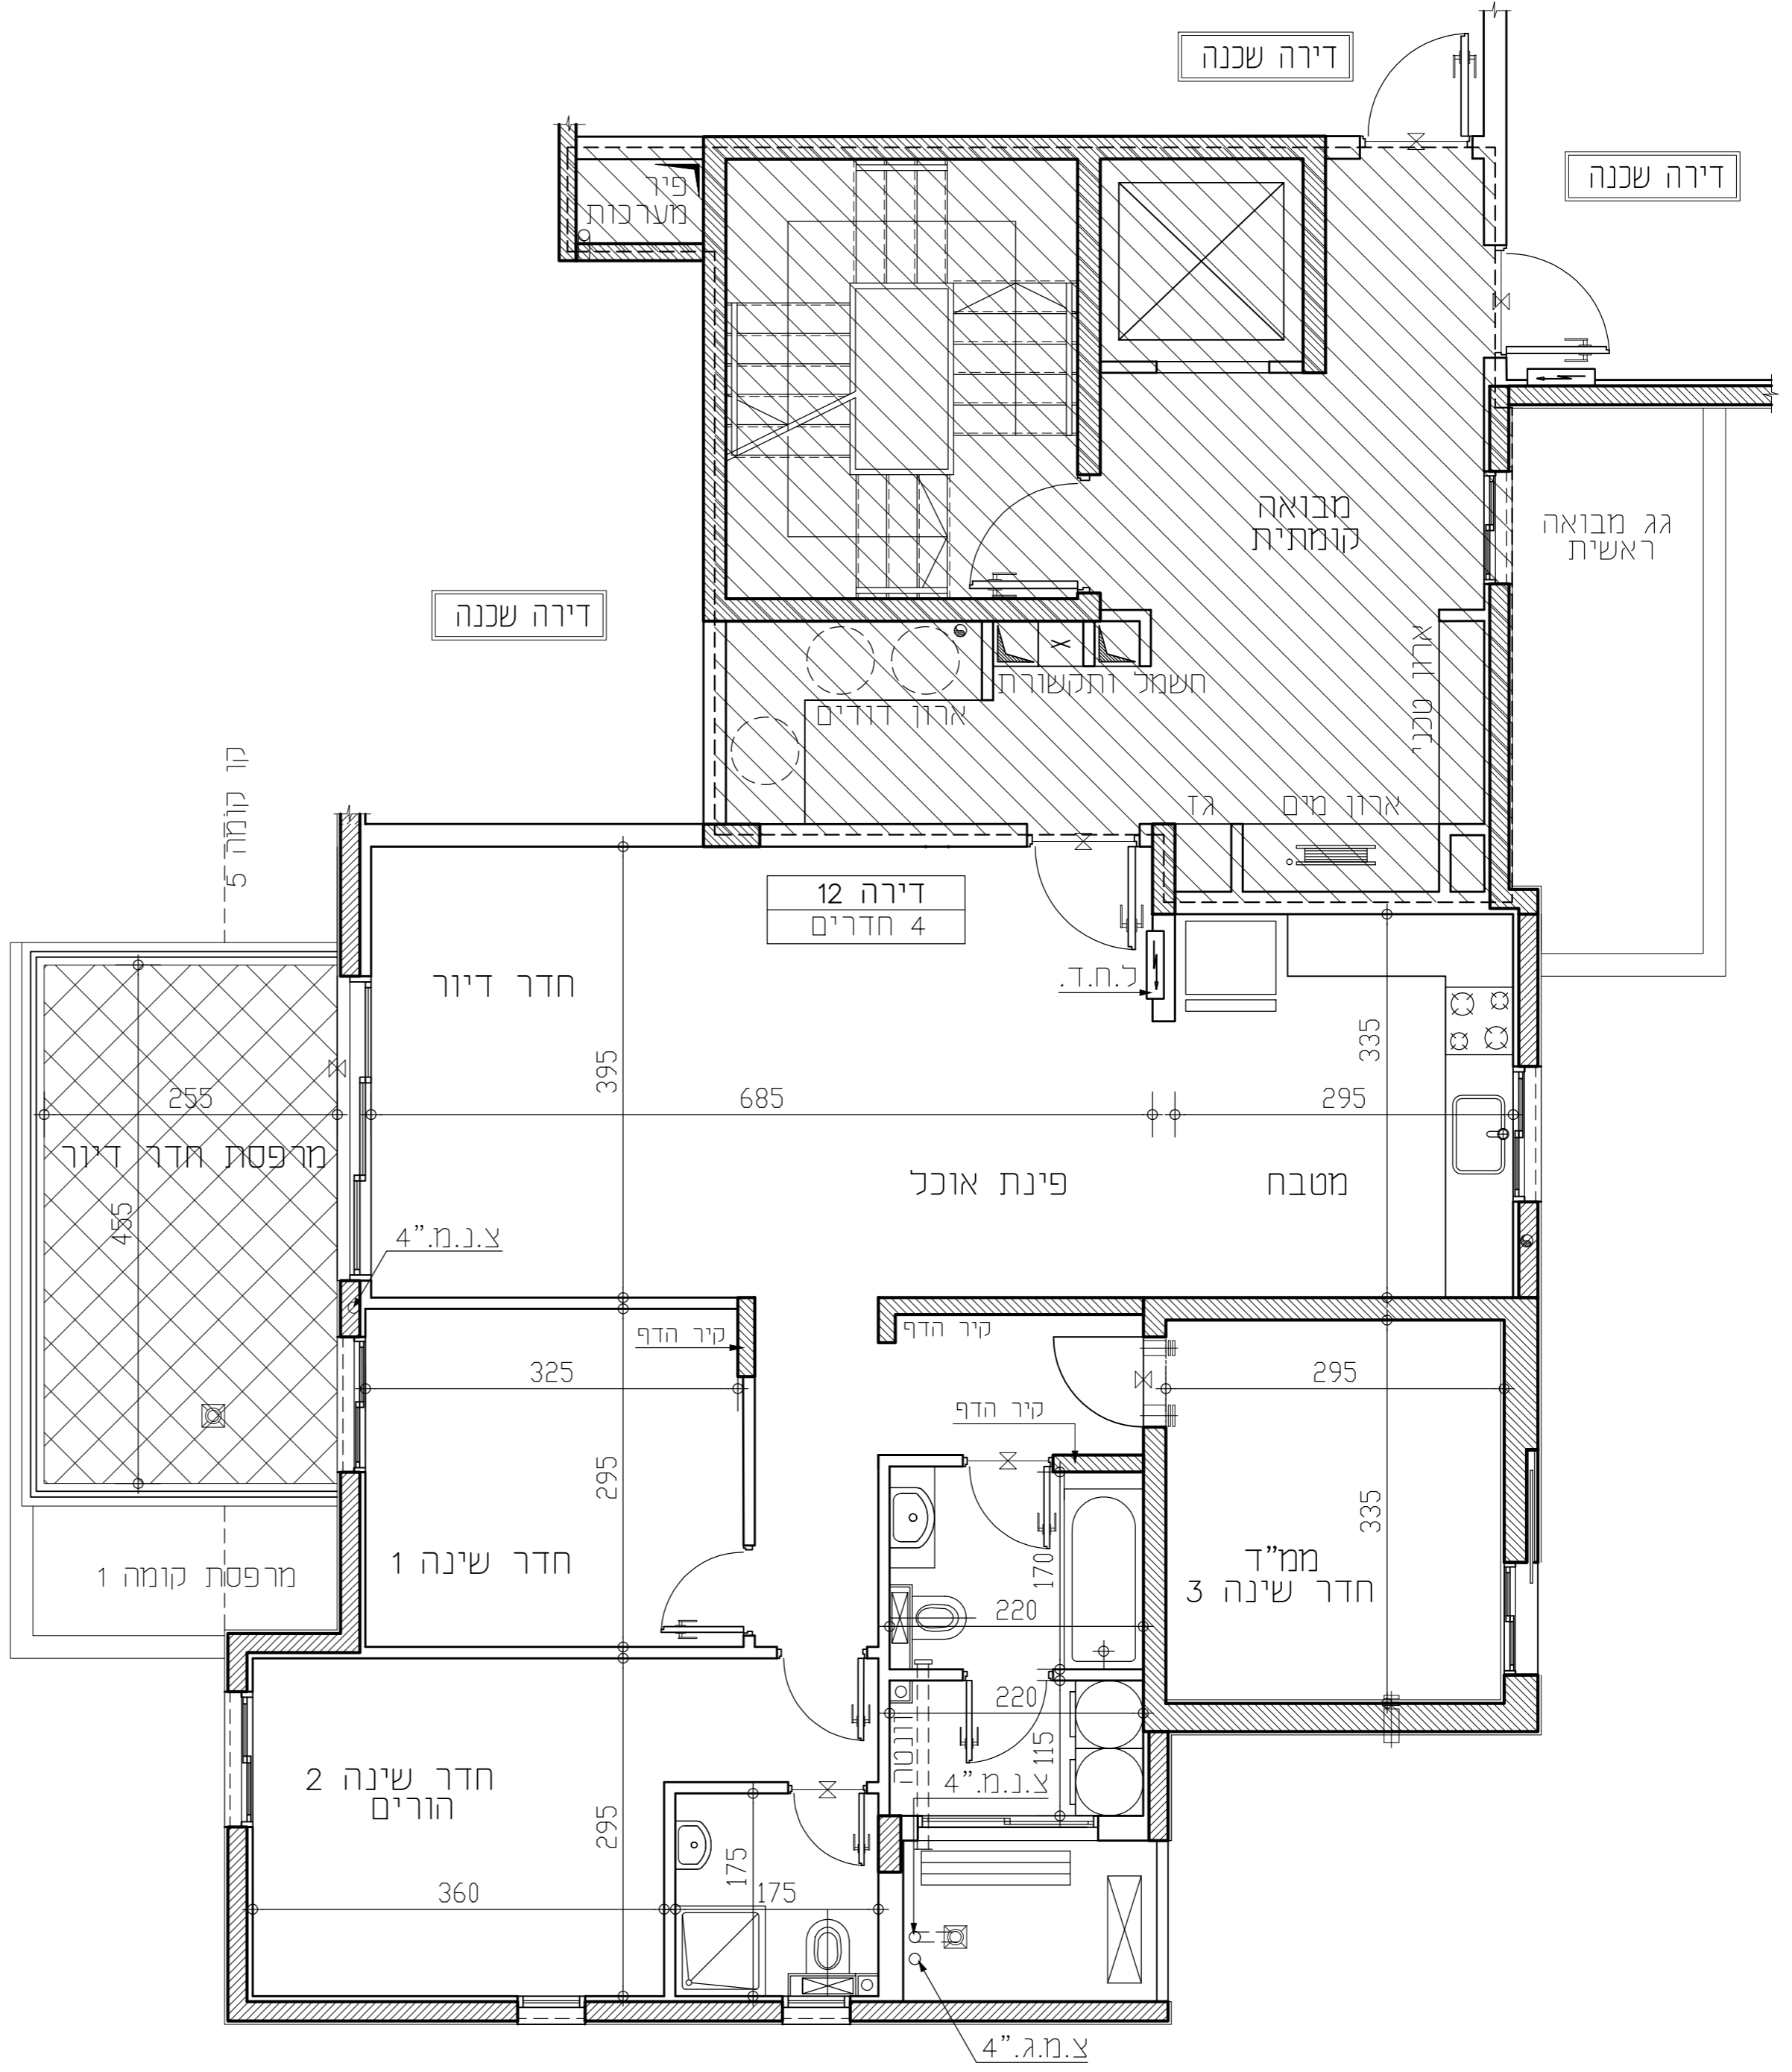 דירה שכנה
דירה שכנה
פיר
מערכות
מבואה
קומתית
גג מבואה
ראשית
דירה שכנה
ארון טכני
חשמל ותקשורת
ארון דודים
גז
ארון מים
קו קומה 5
דירה 12
4 חדרים
חדר דיור
ל.ח.ד.
395
335
255
685
295
מרפסת חדר דיור
455
פינת אוכל
מטבח
צ.נ.מ."4
קיר הדף
קיר הדף
325
295
קיר הדף
295
335
חדר שינה 1
170
ממ"ד
חדר שינה 3
מרפסת קומה 1
220
220
115
חדר שינה 2
הורים
295
צ.נ.מ."4
175
360
175
צ.מ.ג."4